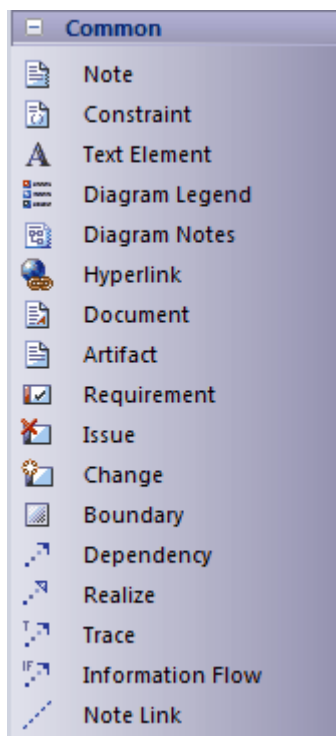 Common
Note
Constraint
Text Element
Diagram Legend
Diagram Notes
Hyperlink
Document
Artifact
Requirement
Issue
Change
Boundary
Dependency
Realize
T Trace
IF Information Flow
Note Link